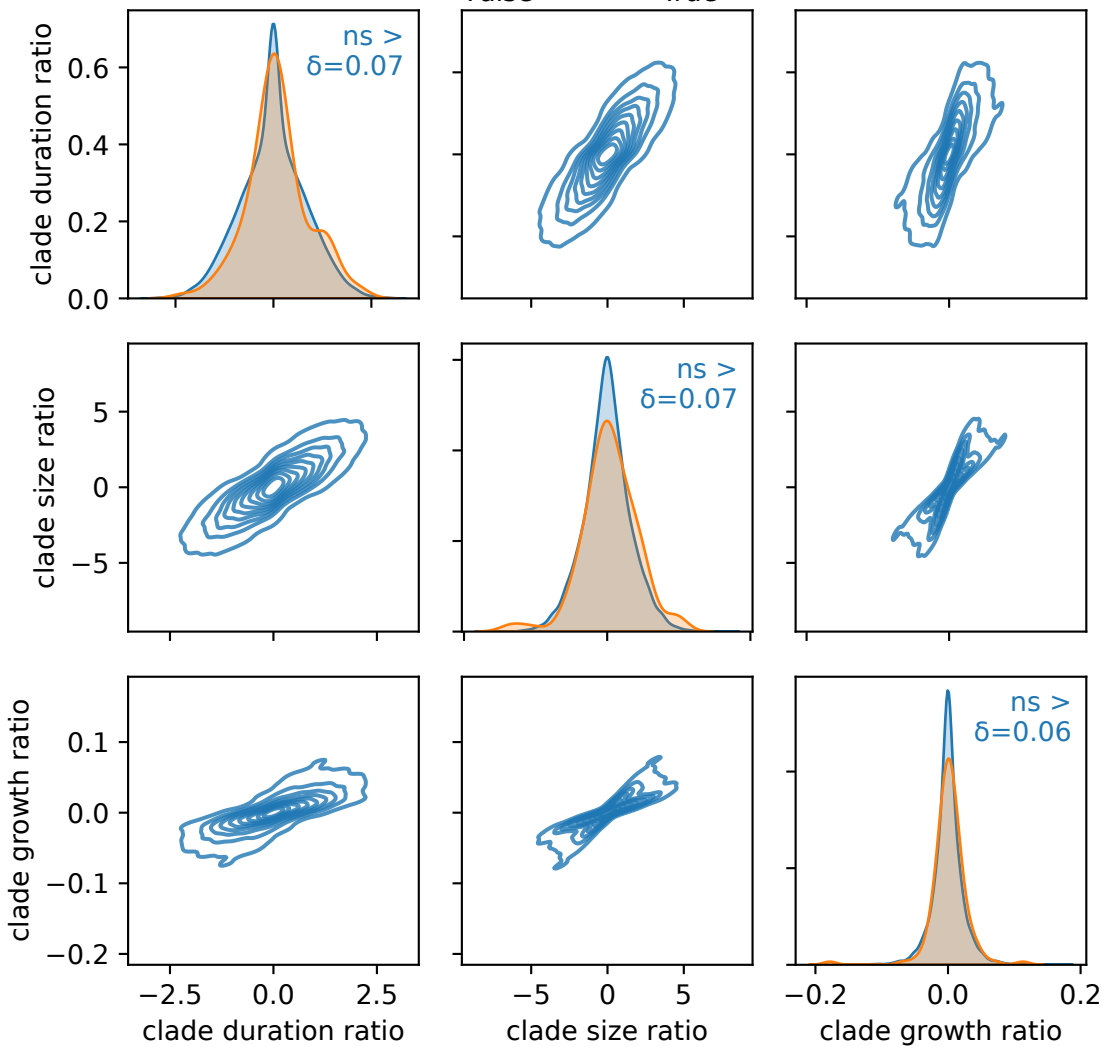 False True
clade duration ratio
0.6
0.4
0.2
0.0
ns >
δ=0.07
clade size ratio
5
0
−5
ns >
δ=0.07
clade growth ratio
0.1
0.0
−0.1
−0.2
ns >
δ=0.06
−2.5 0.0 2.5
−5 0 5
−0.2 0.0 0.2
clade duration ratio
clade size ratio
clade growth ratio